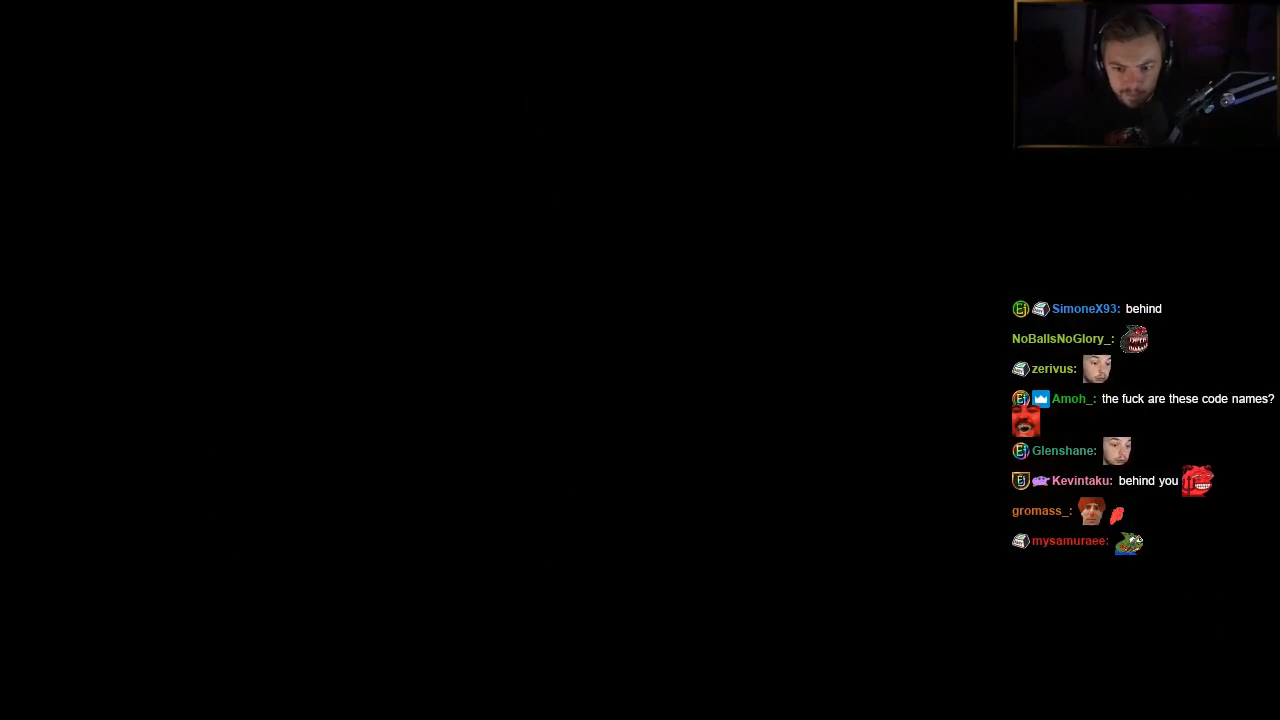 SimoneX93: behind
NoBallsNoGlory_:
zerivus:
Amoh_: the fuck are these code names?
Glenshane:
Kevintaku: behind you
gromass_:
mysamuraee: